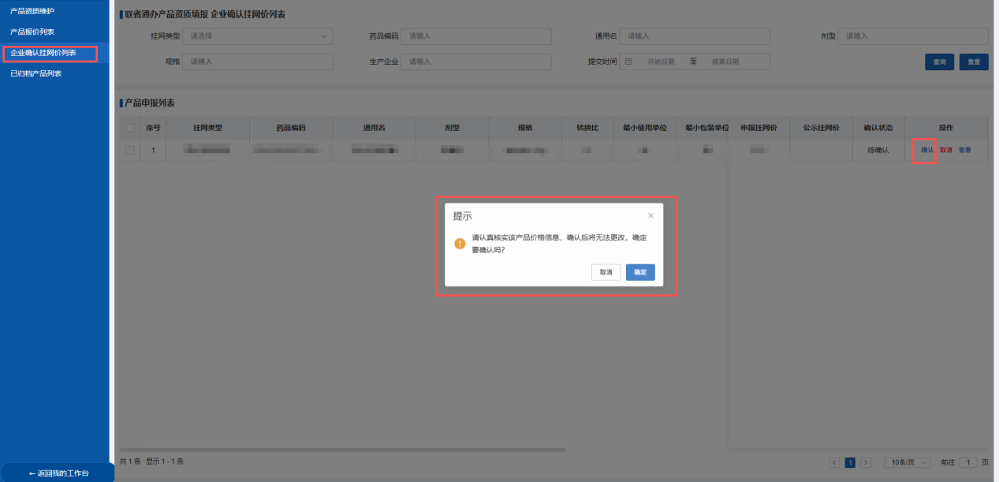 产品资质维护
产品报价列表
企业确认挂网价列表
已归档产品列表
← 返回我的工作台
联省通办产品资质填报 企业确认挂网价列表
挂网类型 请选择 药品编码 请输入 通用名 请输入 剂型 请输入
规格 请输入 生产企业 请输入 提交时间 开始日期 至 结束日期 查询 重置
产品申报列表
序号 挂网类型 药品编码 通用名 剂型 规格 转换比 最小使用单位 最小包装单位 申报挂网价 公示挂网价 确认状态 操作
1 待确认 确认 取消 查看
提示
请认真核实该产品价格信息，确认后将无法更改，确定
要确认吗？
取消 确定
共 1 条 显示 1 - 1 条 1 10条/页 前往 1 页